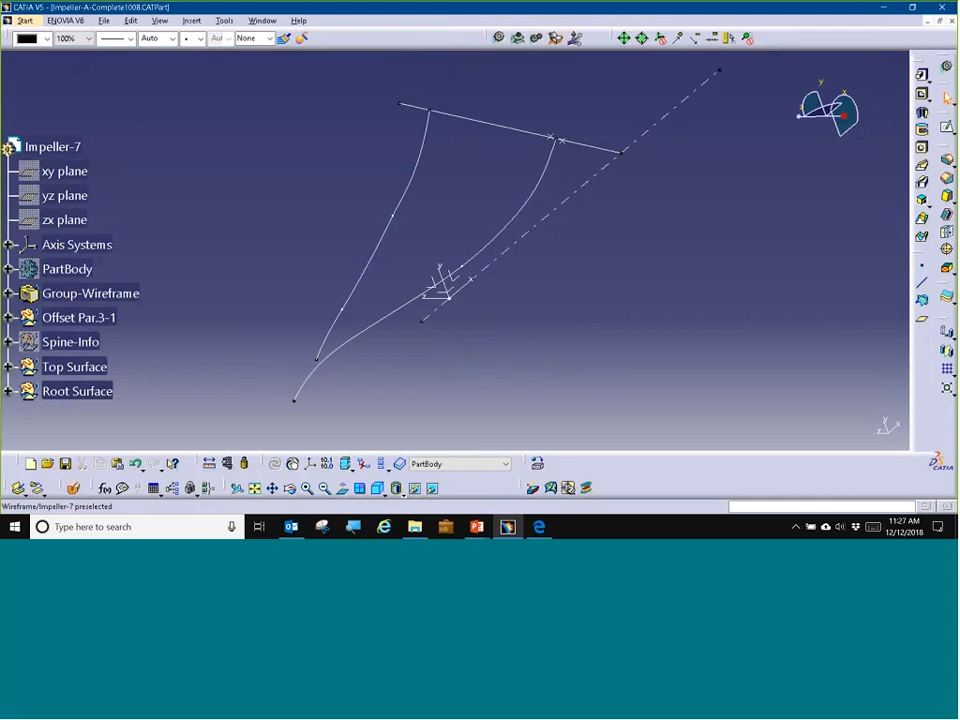 CATIA V5 - [Impeller-A-Complete100B.CATPart]
Start ENOVIA V6 File Edit View Insert Tools Window Help
100% Auto None
Impeller-7
xy plane
yz plane
zx plane
Axis Systems
PartBody
Group-Wireframe
Offset Par.3-1
Spine-Info
Top Surface
Root Surface
y
x
z
y
z
x
y
z x
PartBody
f(x)
Wireframe/Impeller-7 preselected
CATIA
Type here to search
11:27 AM
12/12/2018